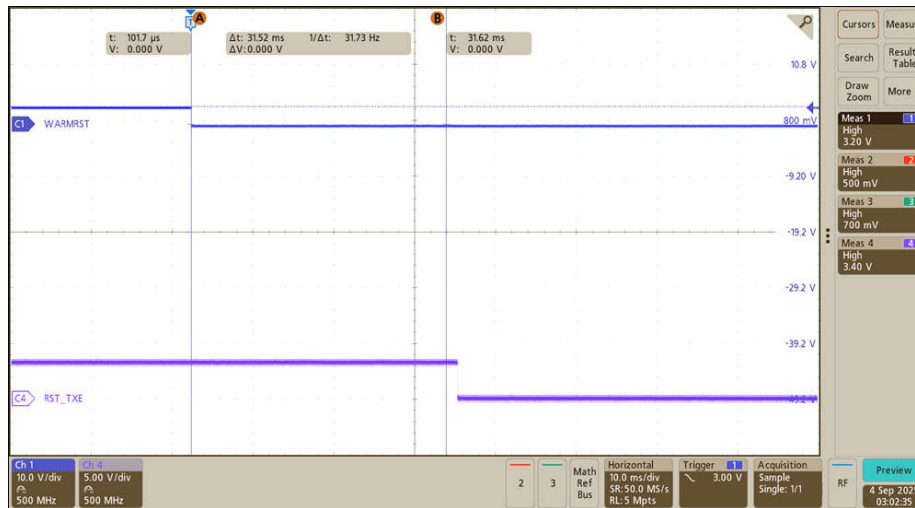 T
A
B
t: 101.7 µs
V: 0.000 V
Δt: 31.52 ms 1/Δt: 31.73 Hz
ΔV: 0.000 V
t: 31.62 ms
V: 0.000 V
10.8 V
C1 WARMRST
800 mV
-9.20 V
-19.2 V
-29.2 V
-39.2 V
C4 RST_TXE
-49.2 V
Cursors
Search
Draw
Zoom
More
Meas 1 1
High
3.20 V
Meas 2 2
High
500 mV
Meas 3 3
High
700 mV
Meas 4 4
High
3.40 V
Ch 1
10.0 V/div
500 MHz
Ch 4
5.00 V/div
500 MHz
2
3
Math
Ref
Bus
Horizontal
10.0 ms/div
SR: 50.0 MS/s
RL: 5 Mpts
Trigger 1
3.00 V
Acquisition
Sample
Single: 1/1
RF
Preview
4 Sep 202
03:02:35